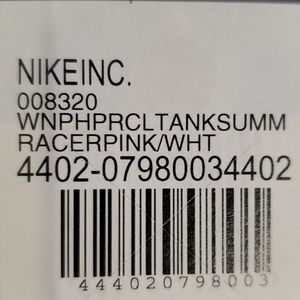 NIKEINC.
008320
WNPHPRCLTANKSUMM
RACERPINK/WHT
4402-07980034402
444020798003